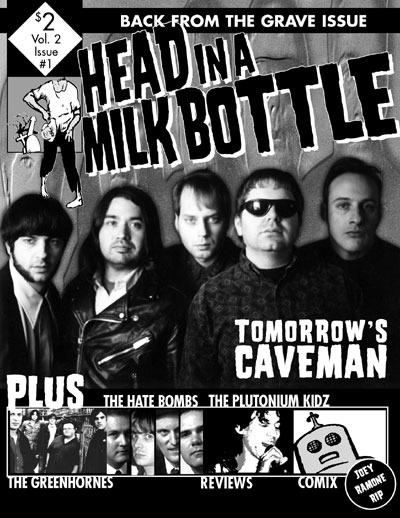 $2
Vol. 2
Issue
#1
BACK FROM THE GRAVE ISSUE
HEAD IN A
MILK BOTTLE
TOMORROW'S
CAVEMAN
PLUS
THE HATE BOMBS THE PLUTONIUM KIDZ
THE GREENHORNES REVIEWS COMIX
JOEY
RAMONE
RIP